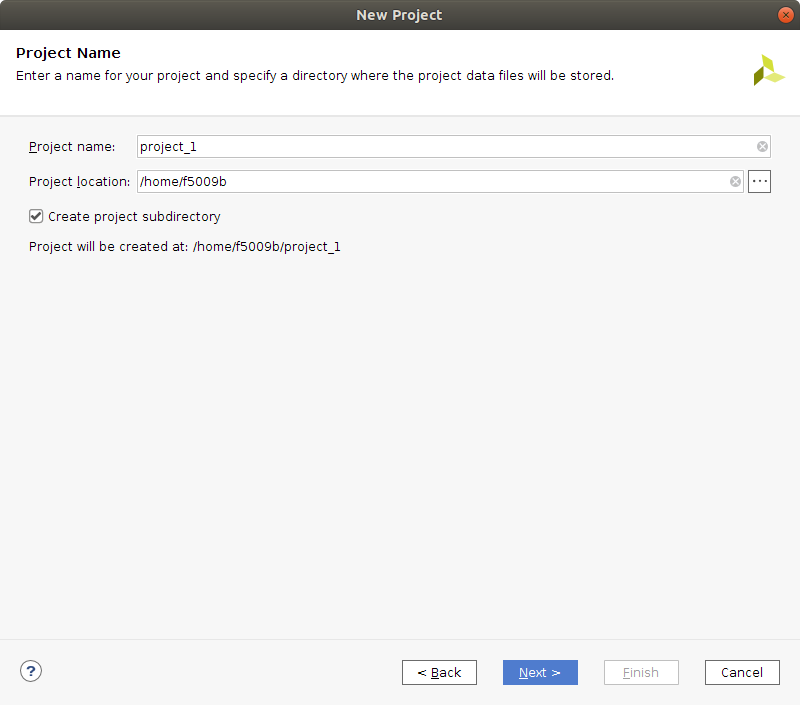 New Project
Project Name
Enter a name for your project and specify a directory where the project data files will be stored.
Project name: project_1
Project location: /home/f5009b ···
Create project subdirectory
Project will be created at: /home/f5009b/project_1
? < Back Next > Finish Cancel